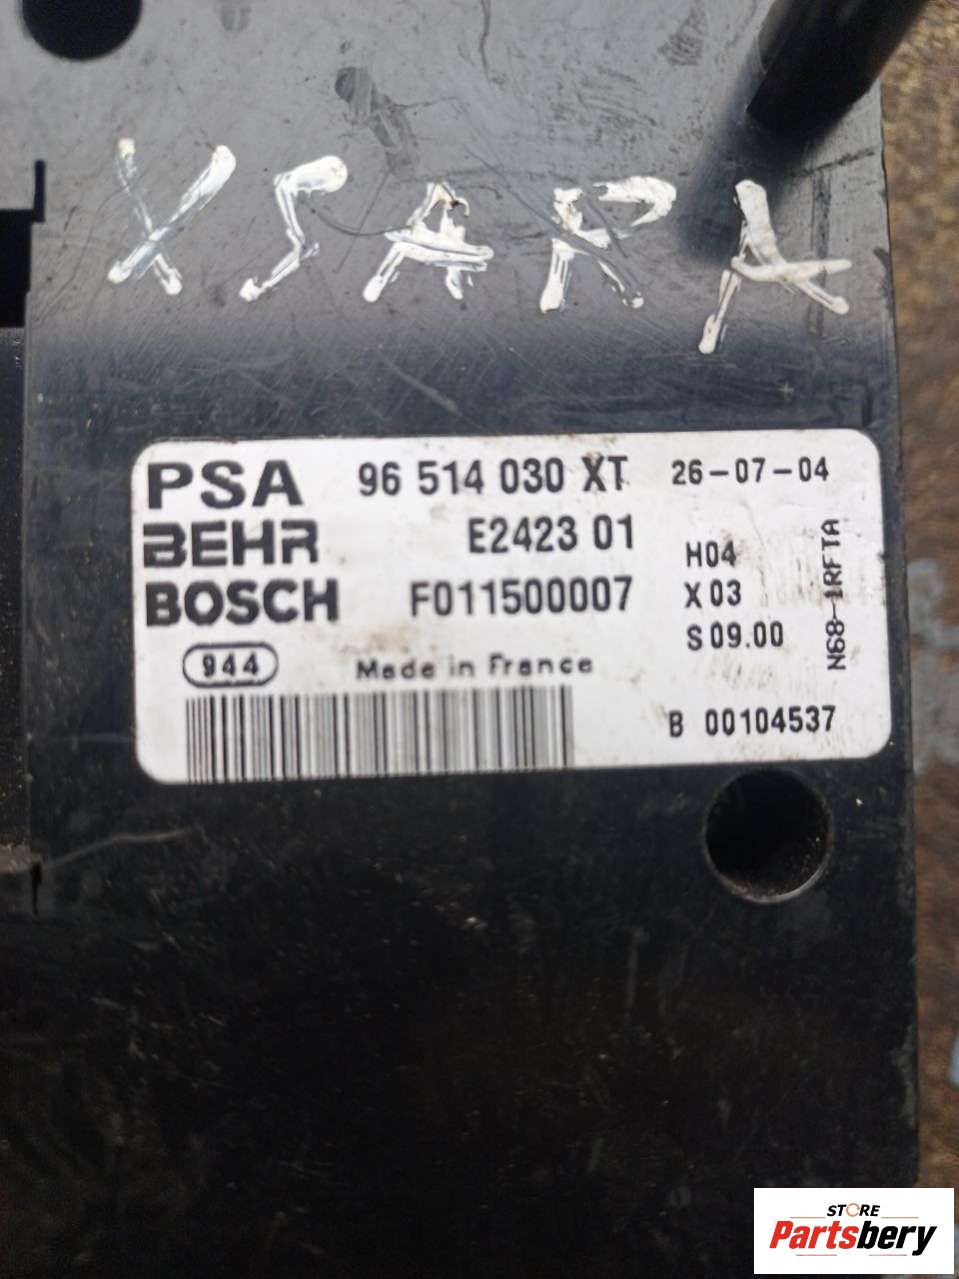 XSARA
PSA 96 514 030 XT 26-07-04
BEHR E2423 01 H04
BOSCH F011500007 X 03
S 09.00
N68-1RFTA
944 Made in France
B 00104537
STORE
Partsbery